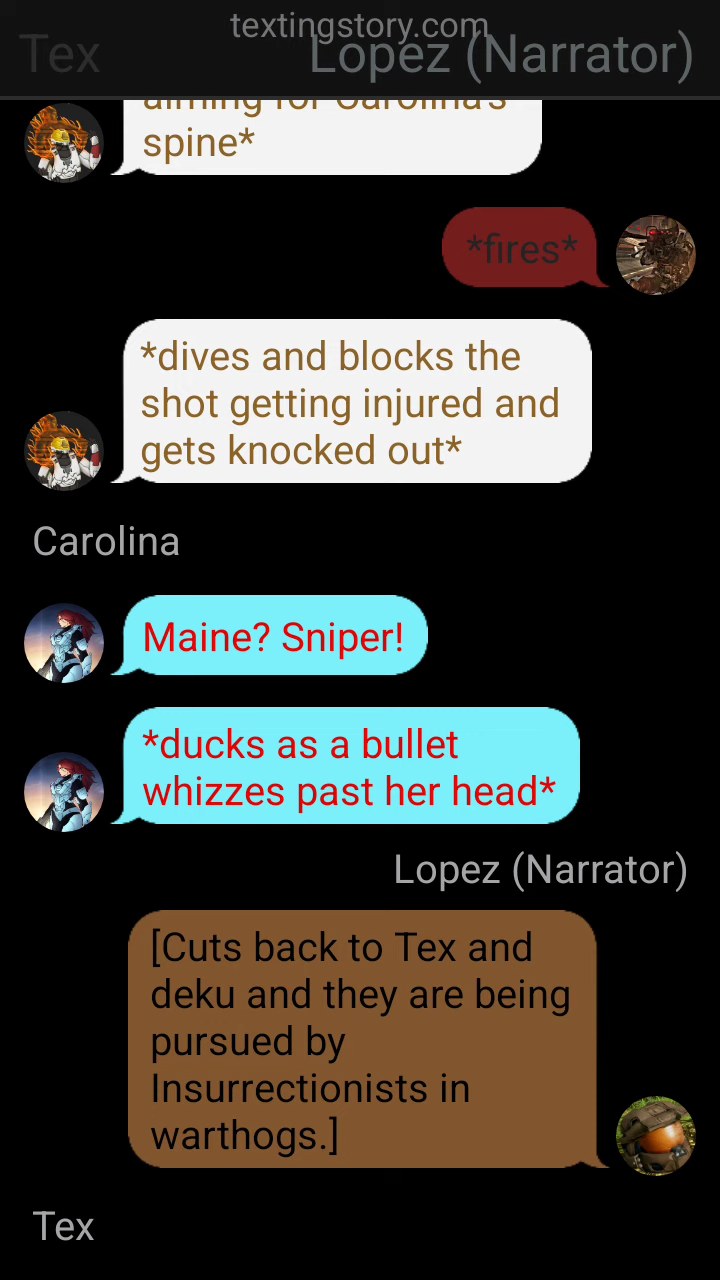 textingstory.com
Tex
Lopez (Narrator)
aiming for Carolina's
spine*
*fires*
*dives and blocks the
shot getting injured and
gets knocked out*
Carolina
Maine? Sniper!
*ducks as a bullet
whizzes past her head*
Lopez (Narrator)
[Cuts back to Tex and
deku and they are being
pursued by
Insurrectionists in
warthogs.]
Tex